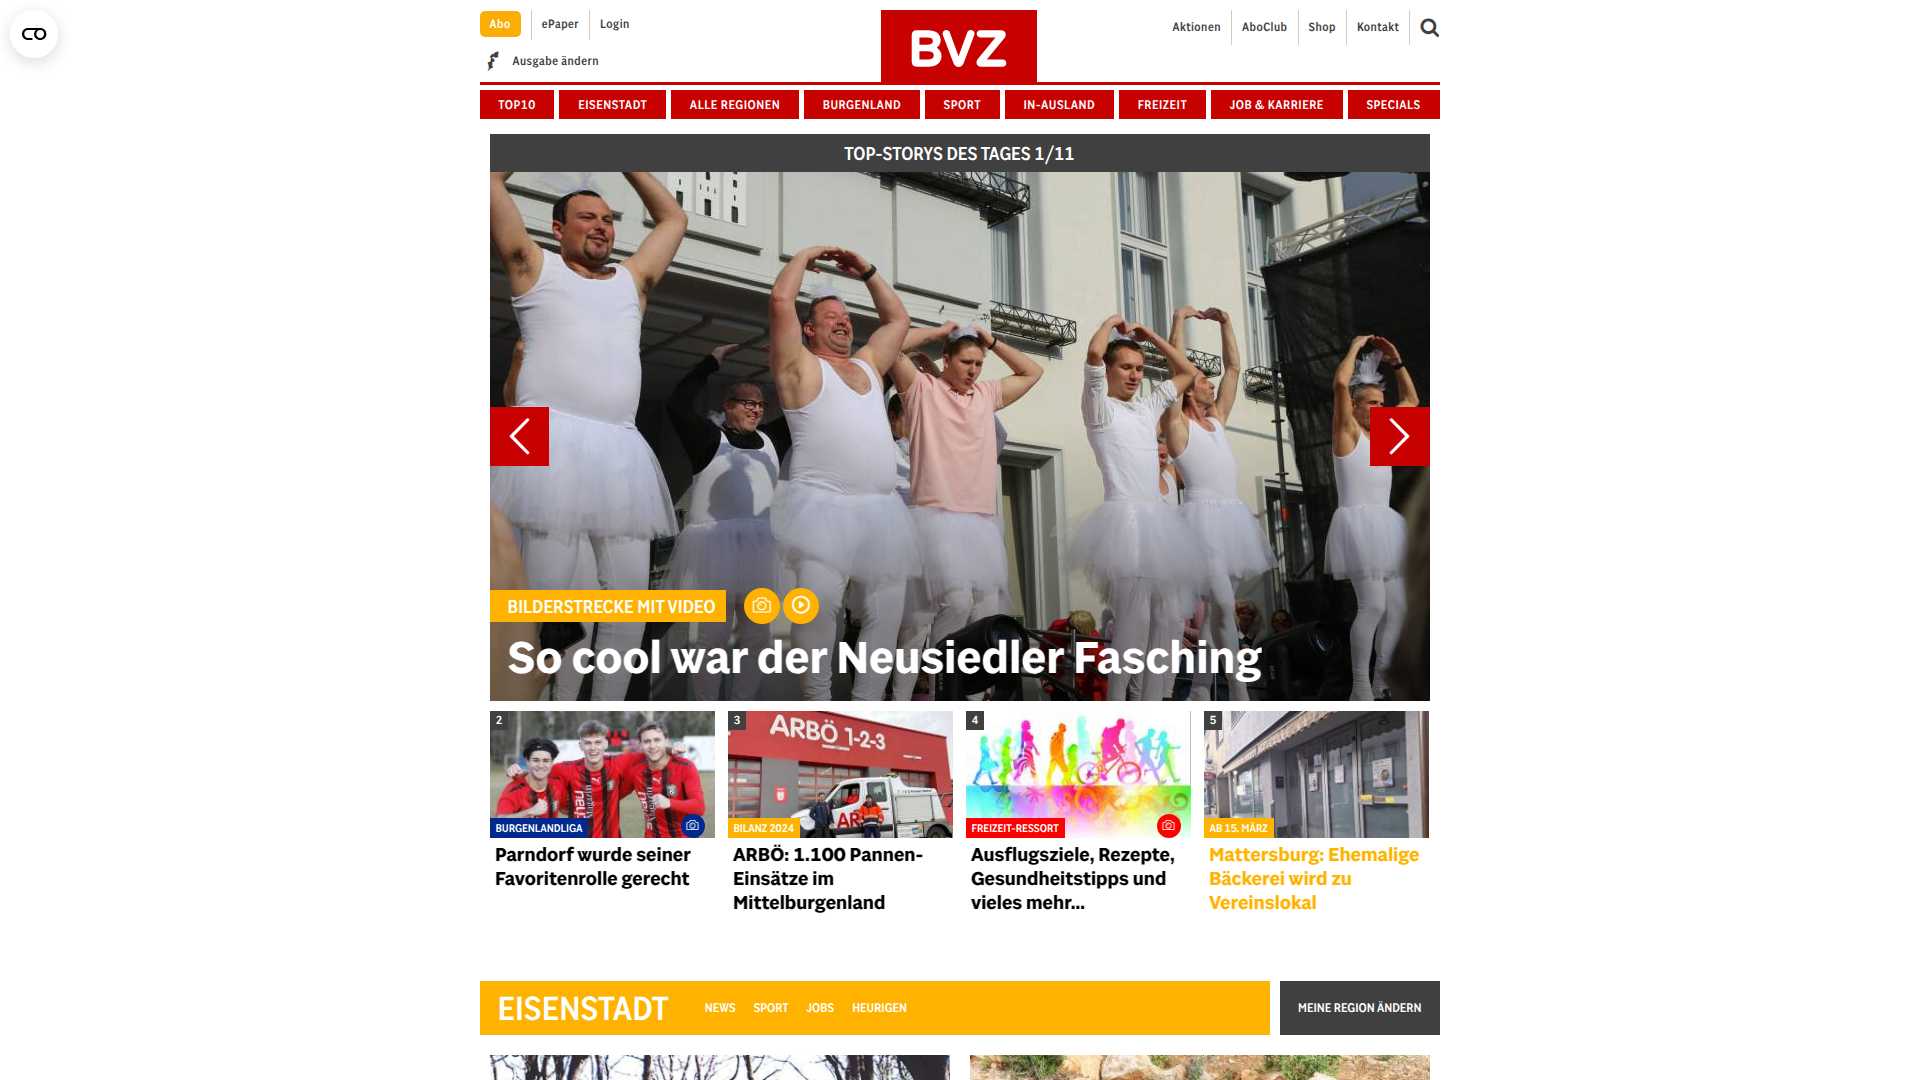 Abo
ePaper
Login
Aktionen
AboClub
Shop
Kontakt
Ausgabe ändern
BVZ
TOP10
EISENSTADT
ALLE REGIONEN
BURGENLAND
SPORT
IN-AUSLAND
FREIZEIT
JOB & KARRIERE
SPECIALS
TOP-STORYS DES TAGES 1/11
BILDERSTRECKE MIT VIDEO
So cool war der Neusiedler Fasching
2
BURGENLANDLIGA
Parndorf wurde seiner
Favoritenrolle gerecht
3
ARBÖ 1-2-3
BILANZ 2024
ARBÖ: 1.100 Pannen-
Einsätze im
Mittelburgenland
4
FREIZEIT-RESSORT
Ausflugsziele, Rezepte,
Gesundheitstipps und
vieles mehr...
5
AB 15. MÄRZ
Mattersburg: Ehemalige
Bäckerei wird zu
Vereinslokal
EISENSTADT
NEWS
SPORT
JOBS
HEURIGEN
MEINE REGION ÄNDERN